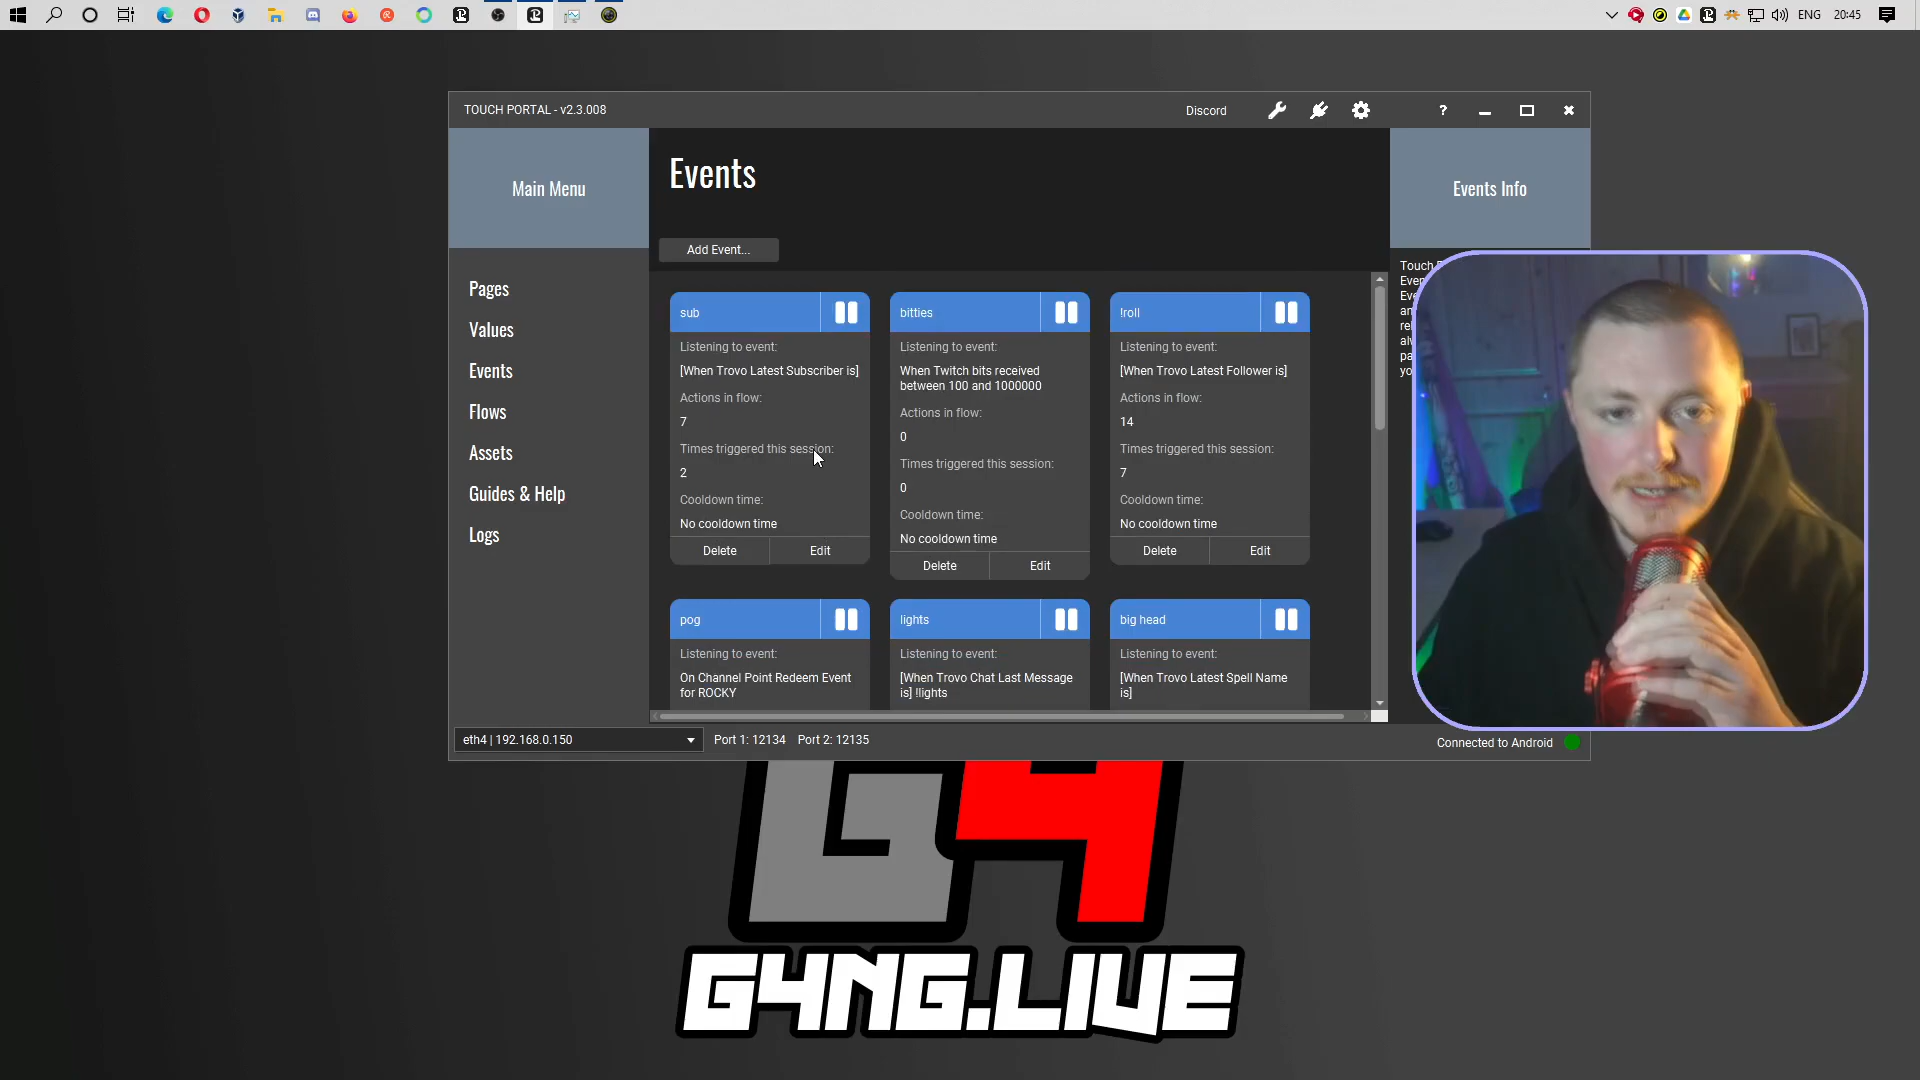 ENG 20:45
TOUCH PORTAL - v2.3.008
Discord
?
Main Menu
Events
Events Info
Add Event...
Pages
Values
Events
Flows
Assets
Guides & Help
Logs
sub
Listening to event:
[When Trovo Latest Subscriber is]
Actions in flow:
7
Times triggered this session:
2
Cooldown time:
No cooldown time
Delete Edit
bitties
Listening to event:
When Twitch bits received
between 100 and 1000000
Actions in flow:
0
Times triggered this session:
0
Cooldown time:
No cooldown time
Delete Edit
!roll
Listening to event:
[When Trovo Latest Follower is]
Actions in flow:
14
Times triggered this session:
7
Cooldown time:
No cooldown time
Delete Edit
pog
Listening to event:
On Channel Point Redeem Event
for ROCKY
lights
Listening to event:
[When Trovo Chat Last Message
is] !lights
big head
Listening to event:
[When Trovo Latest Spell Name
is]
Touch
eth4 | 192.168.0.150
Port 1: 12134 Port 2: 12135
Connected to Android
G4
G4NG.LIVE